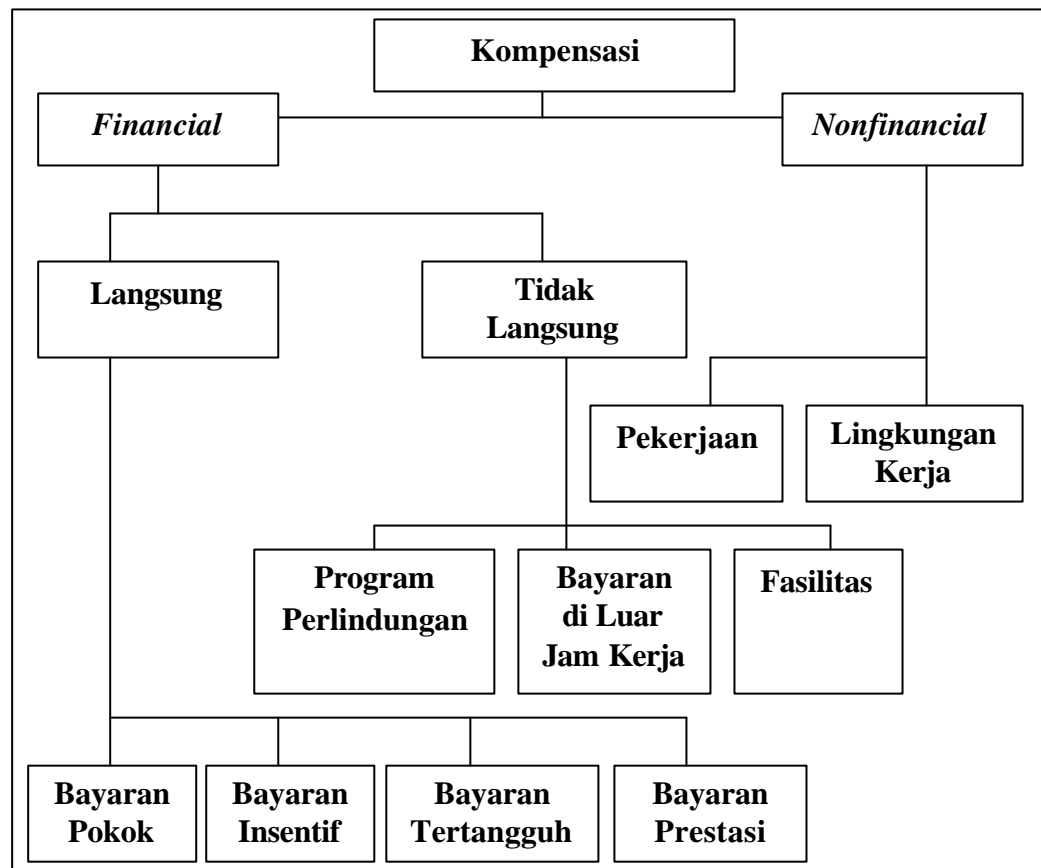 Kompensasi
Financial
Nonfinancial
Langsung
Tidak
Langsung
Pekerjaan
Lingkungan
Kerja
Program
Perlindungan
Bayaran
di Luar
Jam Kerja
Fasilitas
Bayaran
Pokok
Bayaran
Insentif
Bayaran
Tertangguh
Bayaran
Prestasi